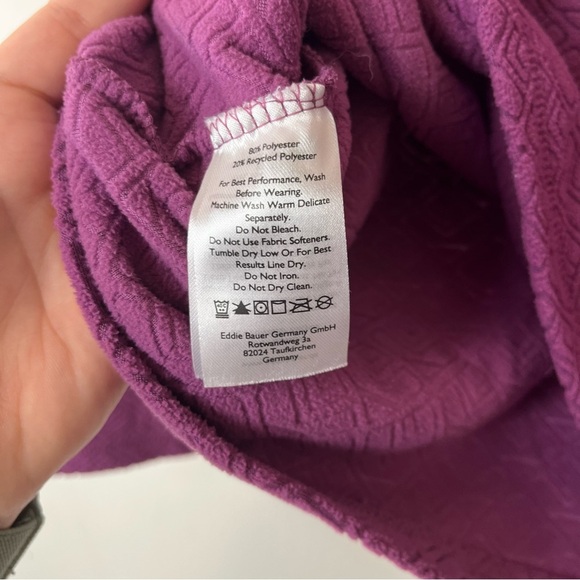 80% Polyester
20% Recycled Polyester
For Best Performance, Wash
Before Wearing.
Machine Wash Warm Delicate
Separately.
Do Not Bleach.
Do Not Use Fabric Softeners.
Tumble Dry Low Or For Best
Results Line Dry.
Do Not Iron.
Do Not Dry Clean.
Eddie Bauer Germany GmbH
Rotwandweg 3a
82024 Taufkirchen
Germany